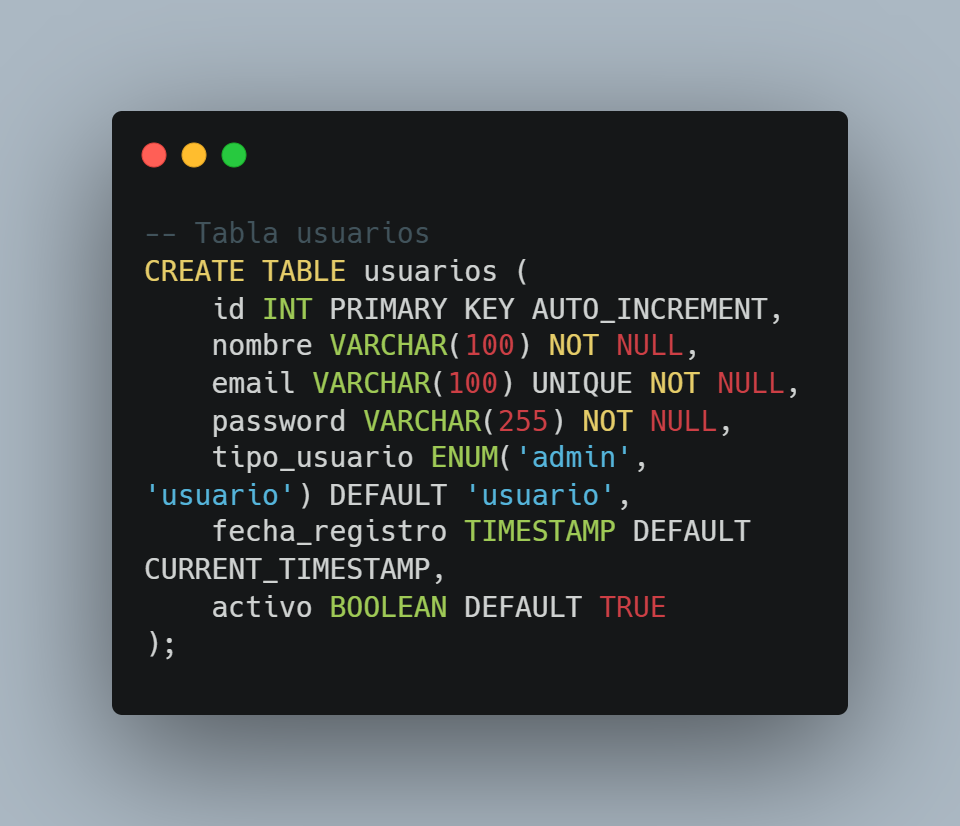 -- Tabla usuarios
CREATE TABLE usuarios (
    id INT PRIMARY KEY AUTO_INCREMENT,
    nombre VARCHAR(100) NOT NULL,
    email VARCHAR(100) UNIQUE NOT NULL,
    password VARCHAR(255) NOT NULL,
    tipo_usuario ENUM('admin',
'usuario') DEFAULT 'usuario',
    fecha_registro TIMESTAMP DEFAULT
CURRENT_TIMESTAMP,
    activo BOOLEAN DEFAULT TRUE
);